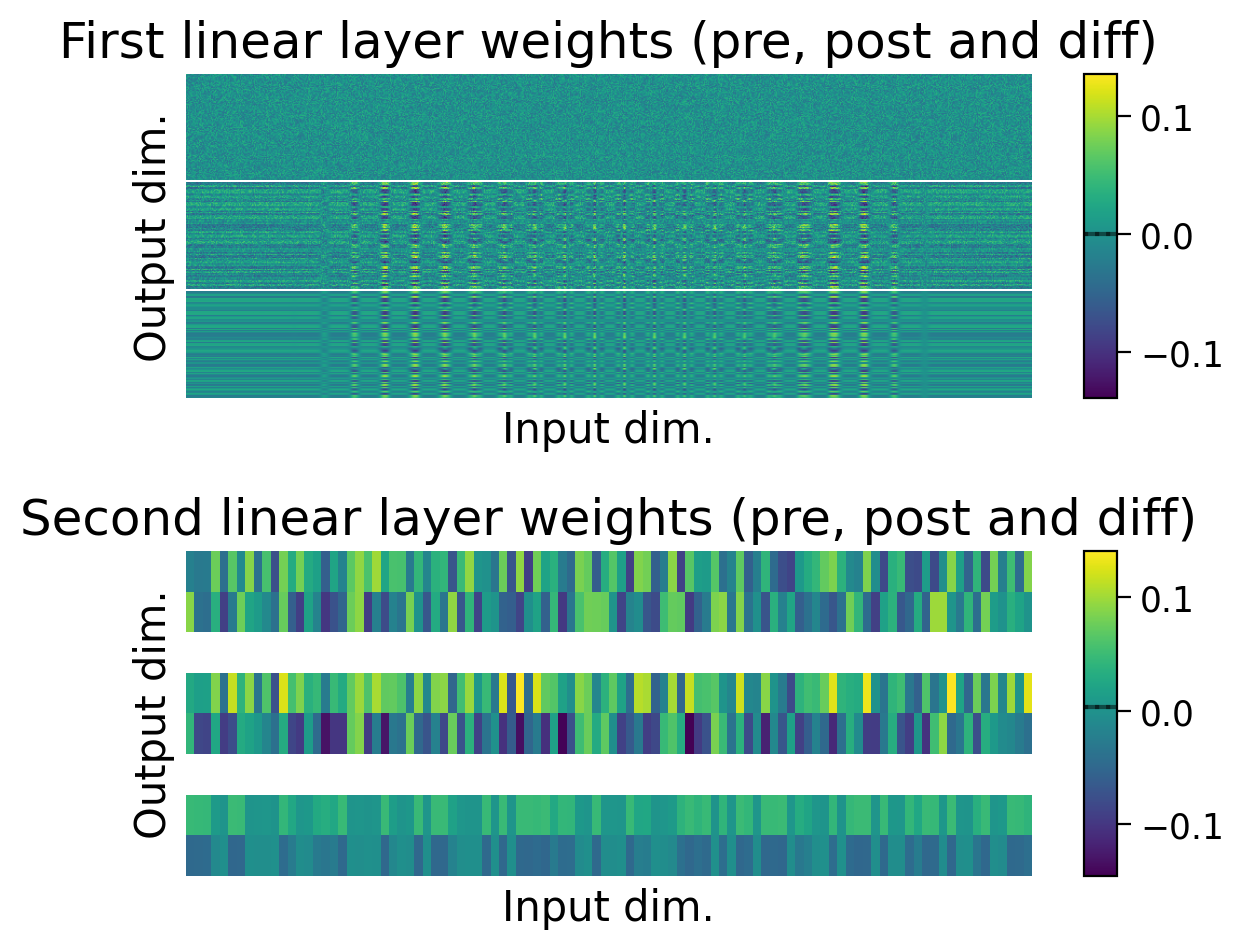 First linear layer weights (pre, post and diff)
Output dim.
0.1
0.0
−0.1
Input dim.
Second linear layer weights (pre, post and diff)
Output dim.
0.1
0.0
−0.1
Input dim.